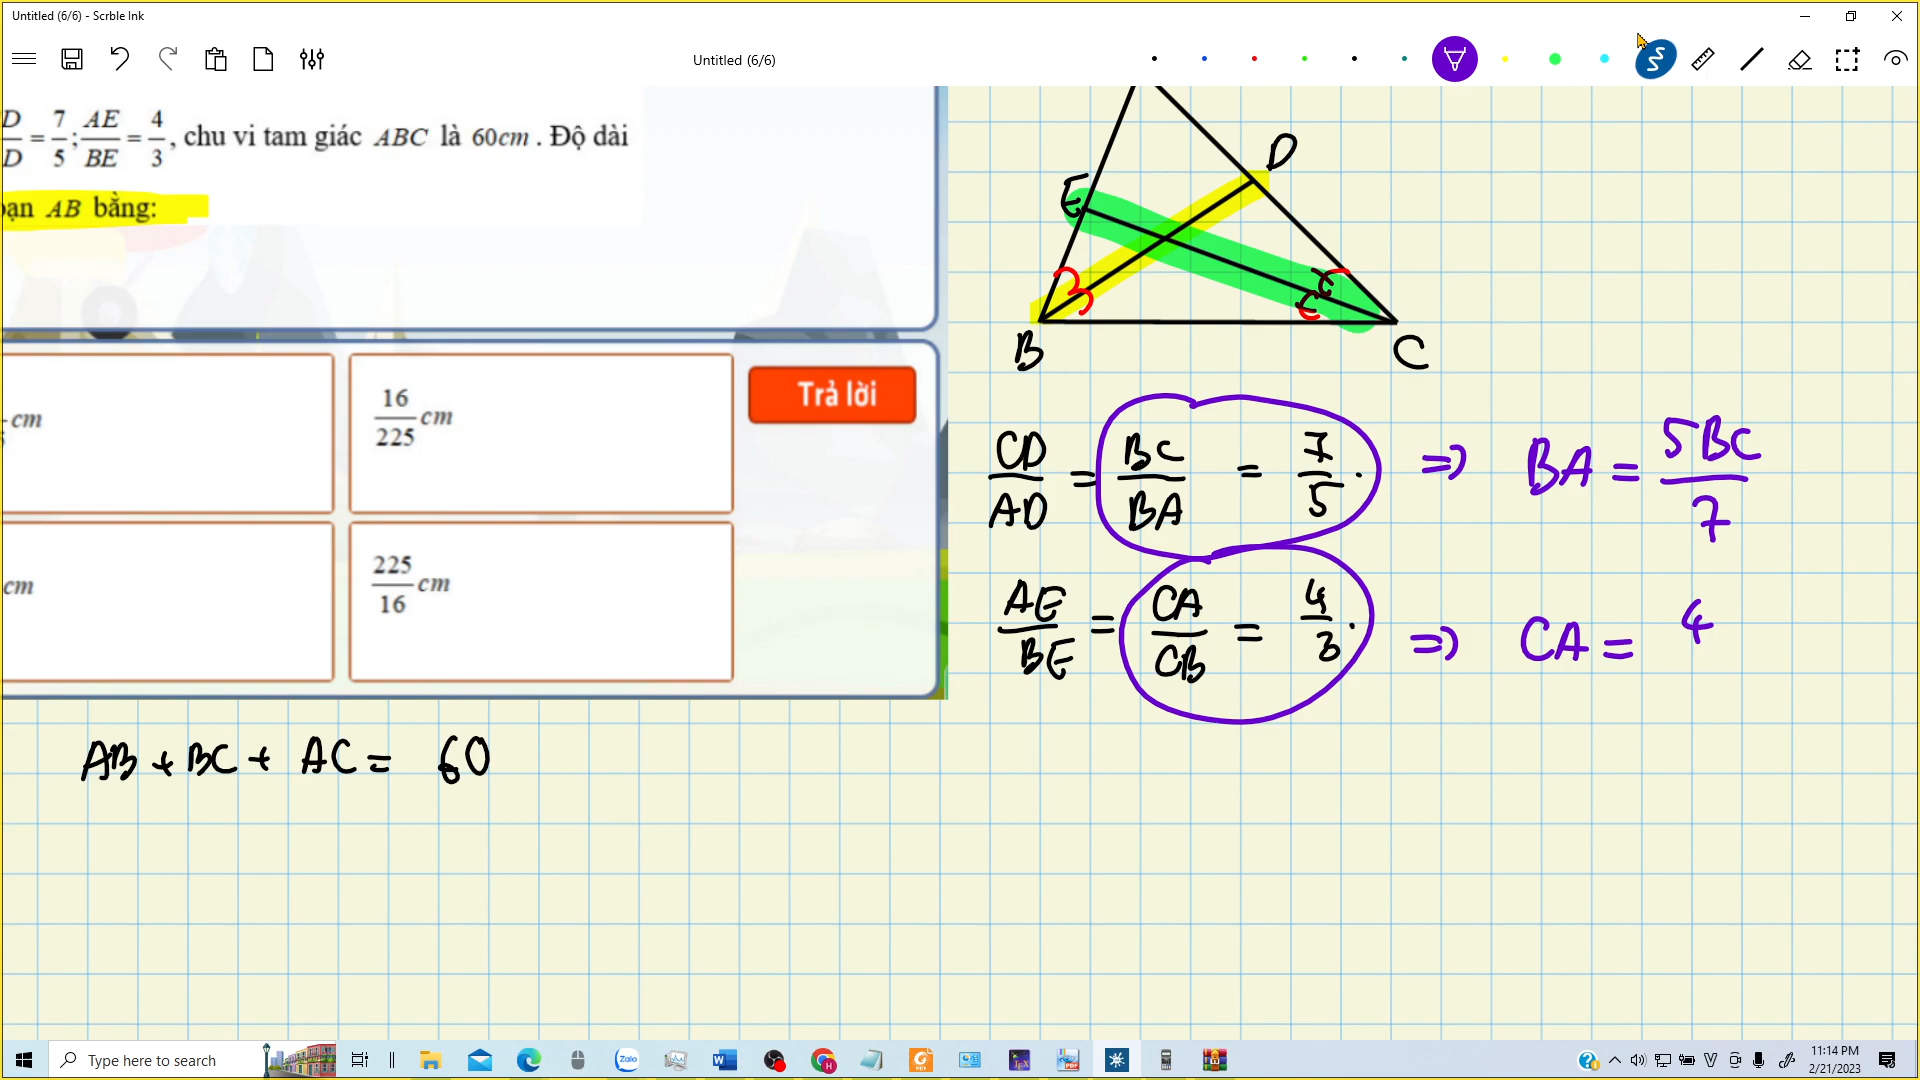 Untitled (6/6) - Scrble Ink
Untitled (6/6)
D/D = 7/5; AE/BE = 4/3, chu vi tam giác ABC là 60cm. Độ dài
oạn AB bằng:
cm
16/225 cm
Trả lời
cm
225/16 cm
E
D
B
C
CD/AD = BC/BA = 7/5. => BA = 5BC/7
AE/BE = CA/CB = 4/3. => CA = 4
AB + BC + AC = 60
Type here to search
Zalo
11:14 PM
2/21/2023